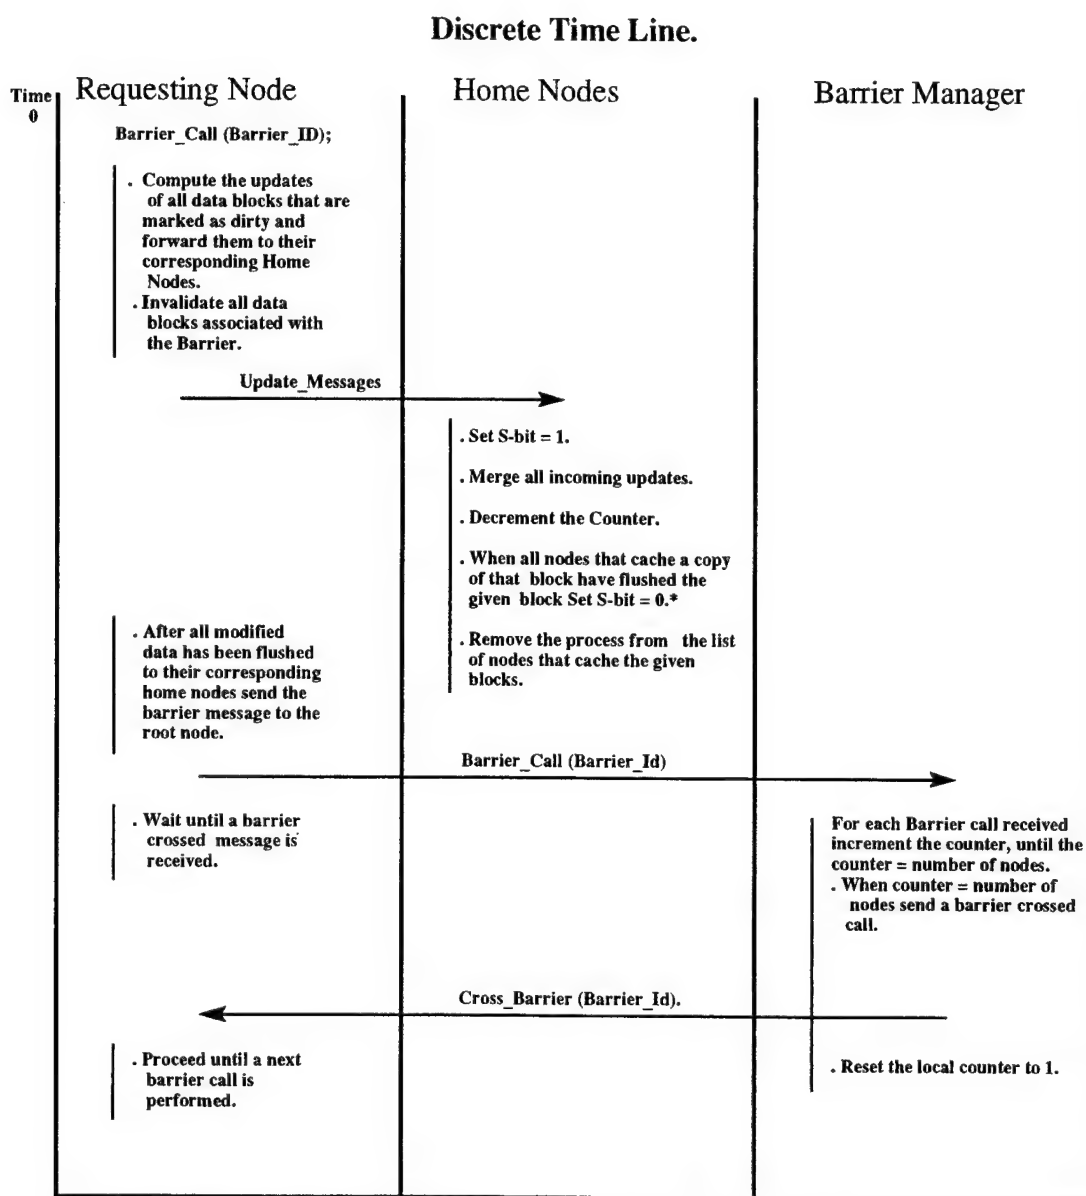 Discrete Time Line.
Time
0
Requesting Node
Home Nodes
Barrier Manager
Barrier_Call (Barrier_ID);
. Compute the updates
of all data blocks that are
marked as dirty and
forward them to their
corresponding Home
Nodes.
. Invalidate all data
blocks associated with
the Barrier.
Update_Messages
. Set S-bit = 1.
. Merge all incoming updates.
. Decrement the Counter.
. When all nodes that cache a copy
of that block have flushed the
given block Set S-bit = 0.*
. Remove the process from the list
of nodes that cache the given
blocks.
. After all modified
data has been flushed
to their corresponding
home nodes send the
barrier message to the
root node.
Barrier_Call (Barrier_Id)
. Wait until a barrier
crossed message is
received.
For each Barrier call received
increment the counter, until the
counter = number of nodes.
. When counter = number of
nodes send a barrier crossed
call.
Cross_Barrier (Barrier_Id).
. Proceed until a next
barrier call is
performed.
. Reset the local counter to 1.